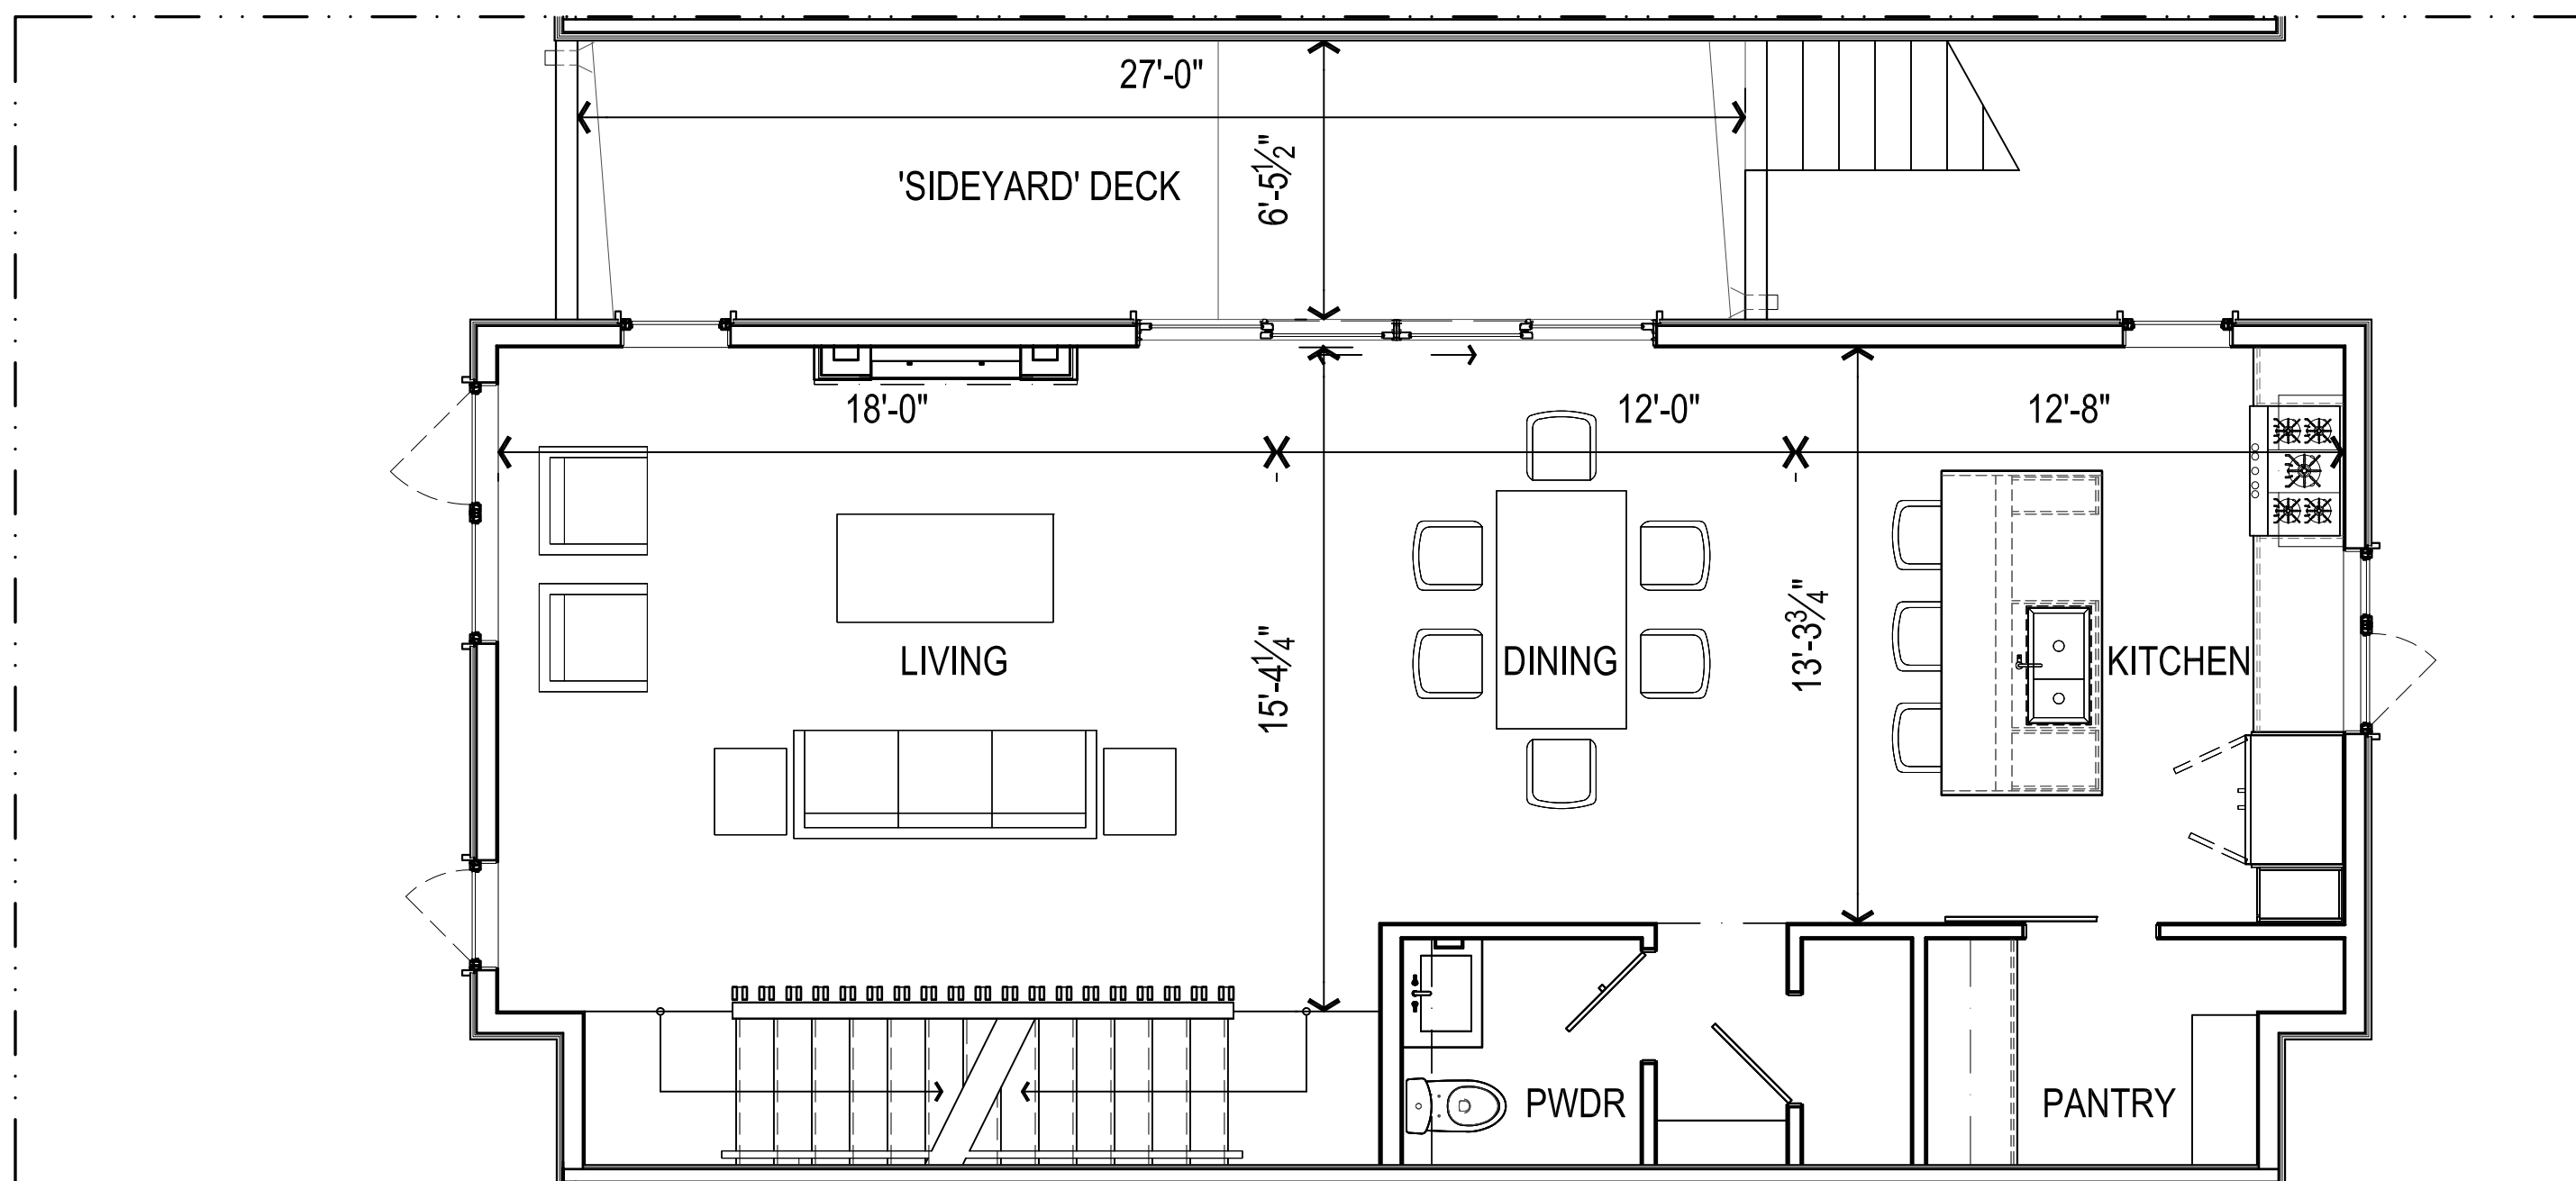 27'-0"
'SIDEYARD' DECK
6'-5½"
18'-0"
12'-0"
12'-8"
LIVING
15'-4¼"
DINING
13'-3¾"
KITCHEN
PWDR
PANTRY